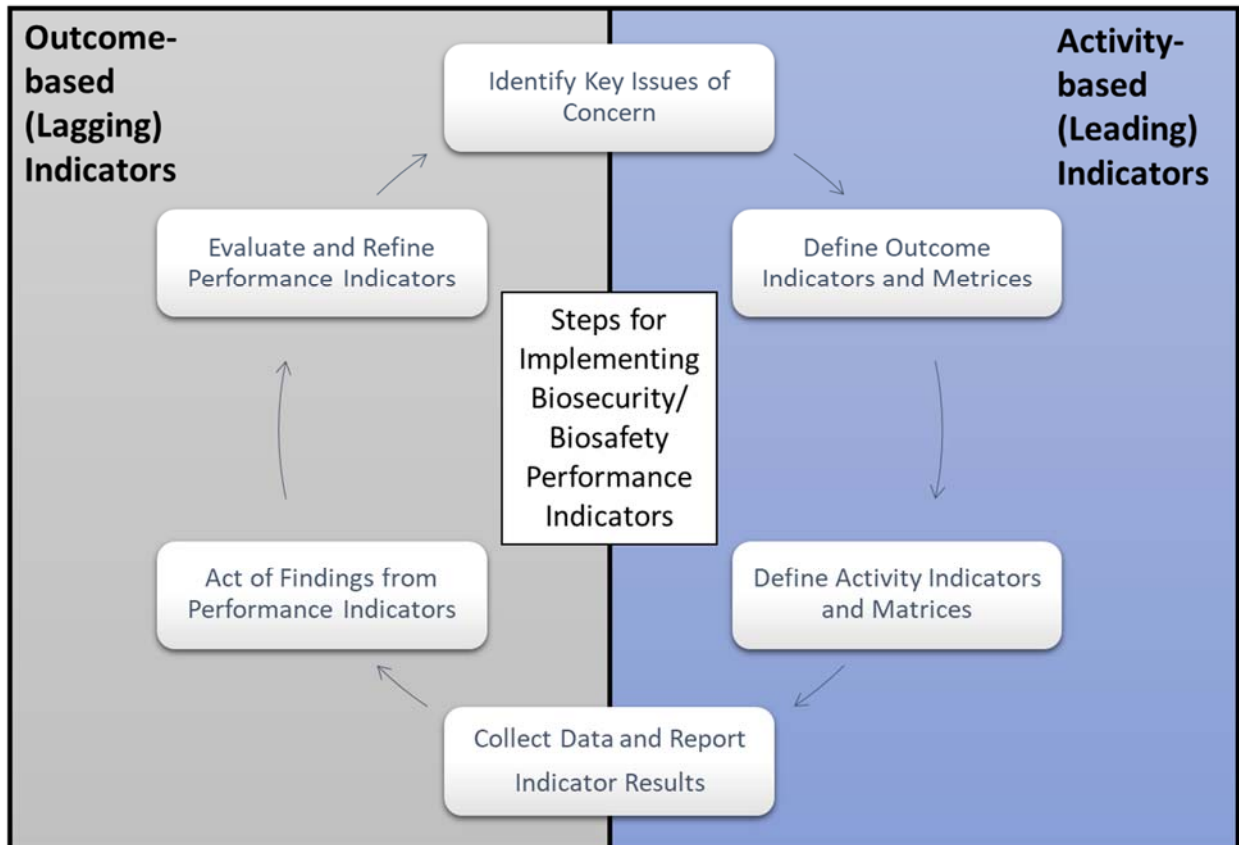 Outcome-
based
(Lagging)
Indicators
Activity-
based
(Leading)
Indicators
Identify Key Issues of
Concern
Define Outcome
Indicators and Metrices
Define Activity Indicators
and Matrices
Collect Data and Report
Indicator Results
Act of Findings from
Performance Indicators
Evaluate and Refine
Performance Indicators
Steps for
Implementing
Biosecurity/
Biosafety
Performance
Indicators